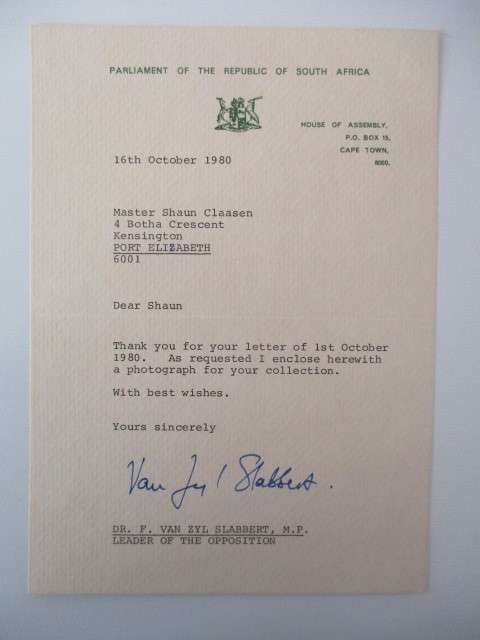 PARLIAMENT OF THE REPUBLIC OF SOUTH AFRICA
HOUSE OF ASSEMBLY,
P.O. BOX 15,
CAPE TOWN,
8000.
16th October 1980
Master Shaun Claasen
4 Botha Crescent
Kensington
PORT ELIZABETH
6001
Dear Shaun
Thank you for your letter of 1st October
1980. As requested I enclose herewith
a photograph for your collection.
With best wishes.
Yours sincerely
Van Zyl Slabbert.
DR. F. VAN ZYL SLABBERT, M.P.
LEADER OF THE OPPOSITION